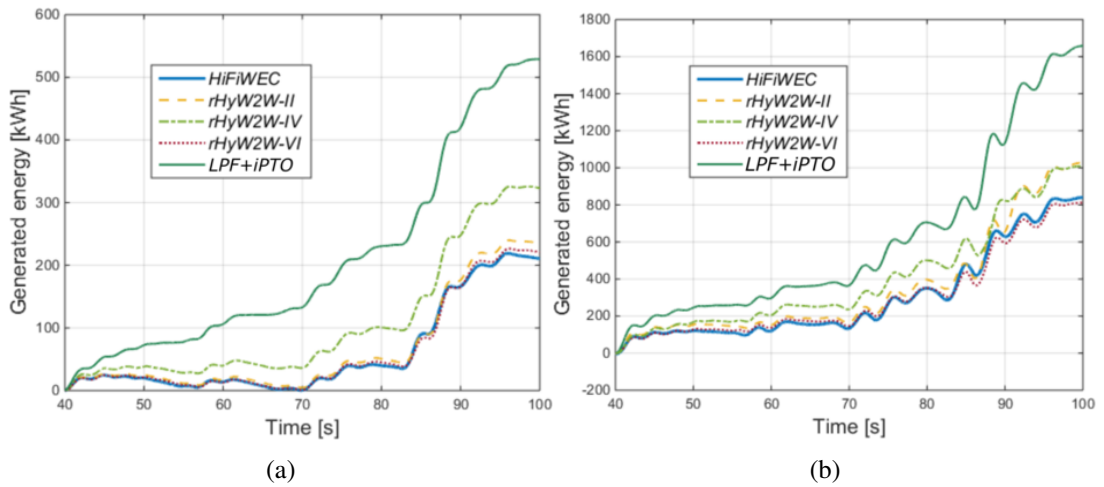 600
500
400
300
200
100
0
Generated energy [kWh]
HiFiWEC
rHyW2W-II
rHyW2W-IV
rHyW2W-VI
LPF+iPTO
40 50 60 70 80 90 100
Time [s]
(a)
1800
1600
1400
1200
1000
800
600
400
200
0
-200
Generated energy [kWh]
HiFiWEC
rHyW2W-II
rHyW2W-IV
rHyW2W-VI
LPF+iPTO
40 50 60 70 80 90 100
Time [s]
(b)